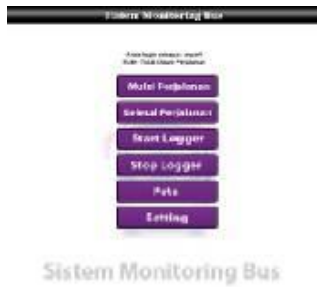 Sistem Monitoring Bus
Mulai Perjalanan
Selesai Perjalanan
Start Logger
Stop Logger
Peta
Setting
Sistem Monitoring Bus